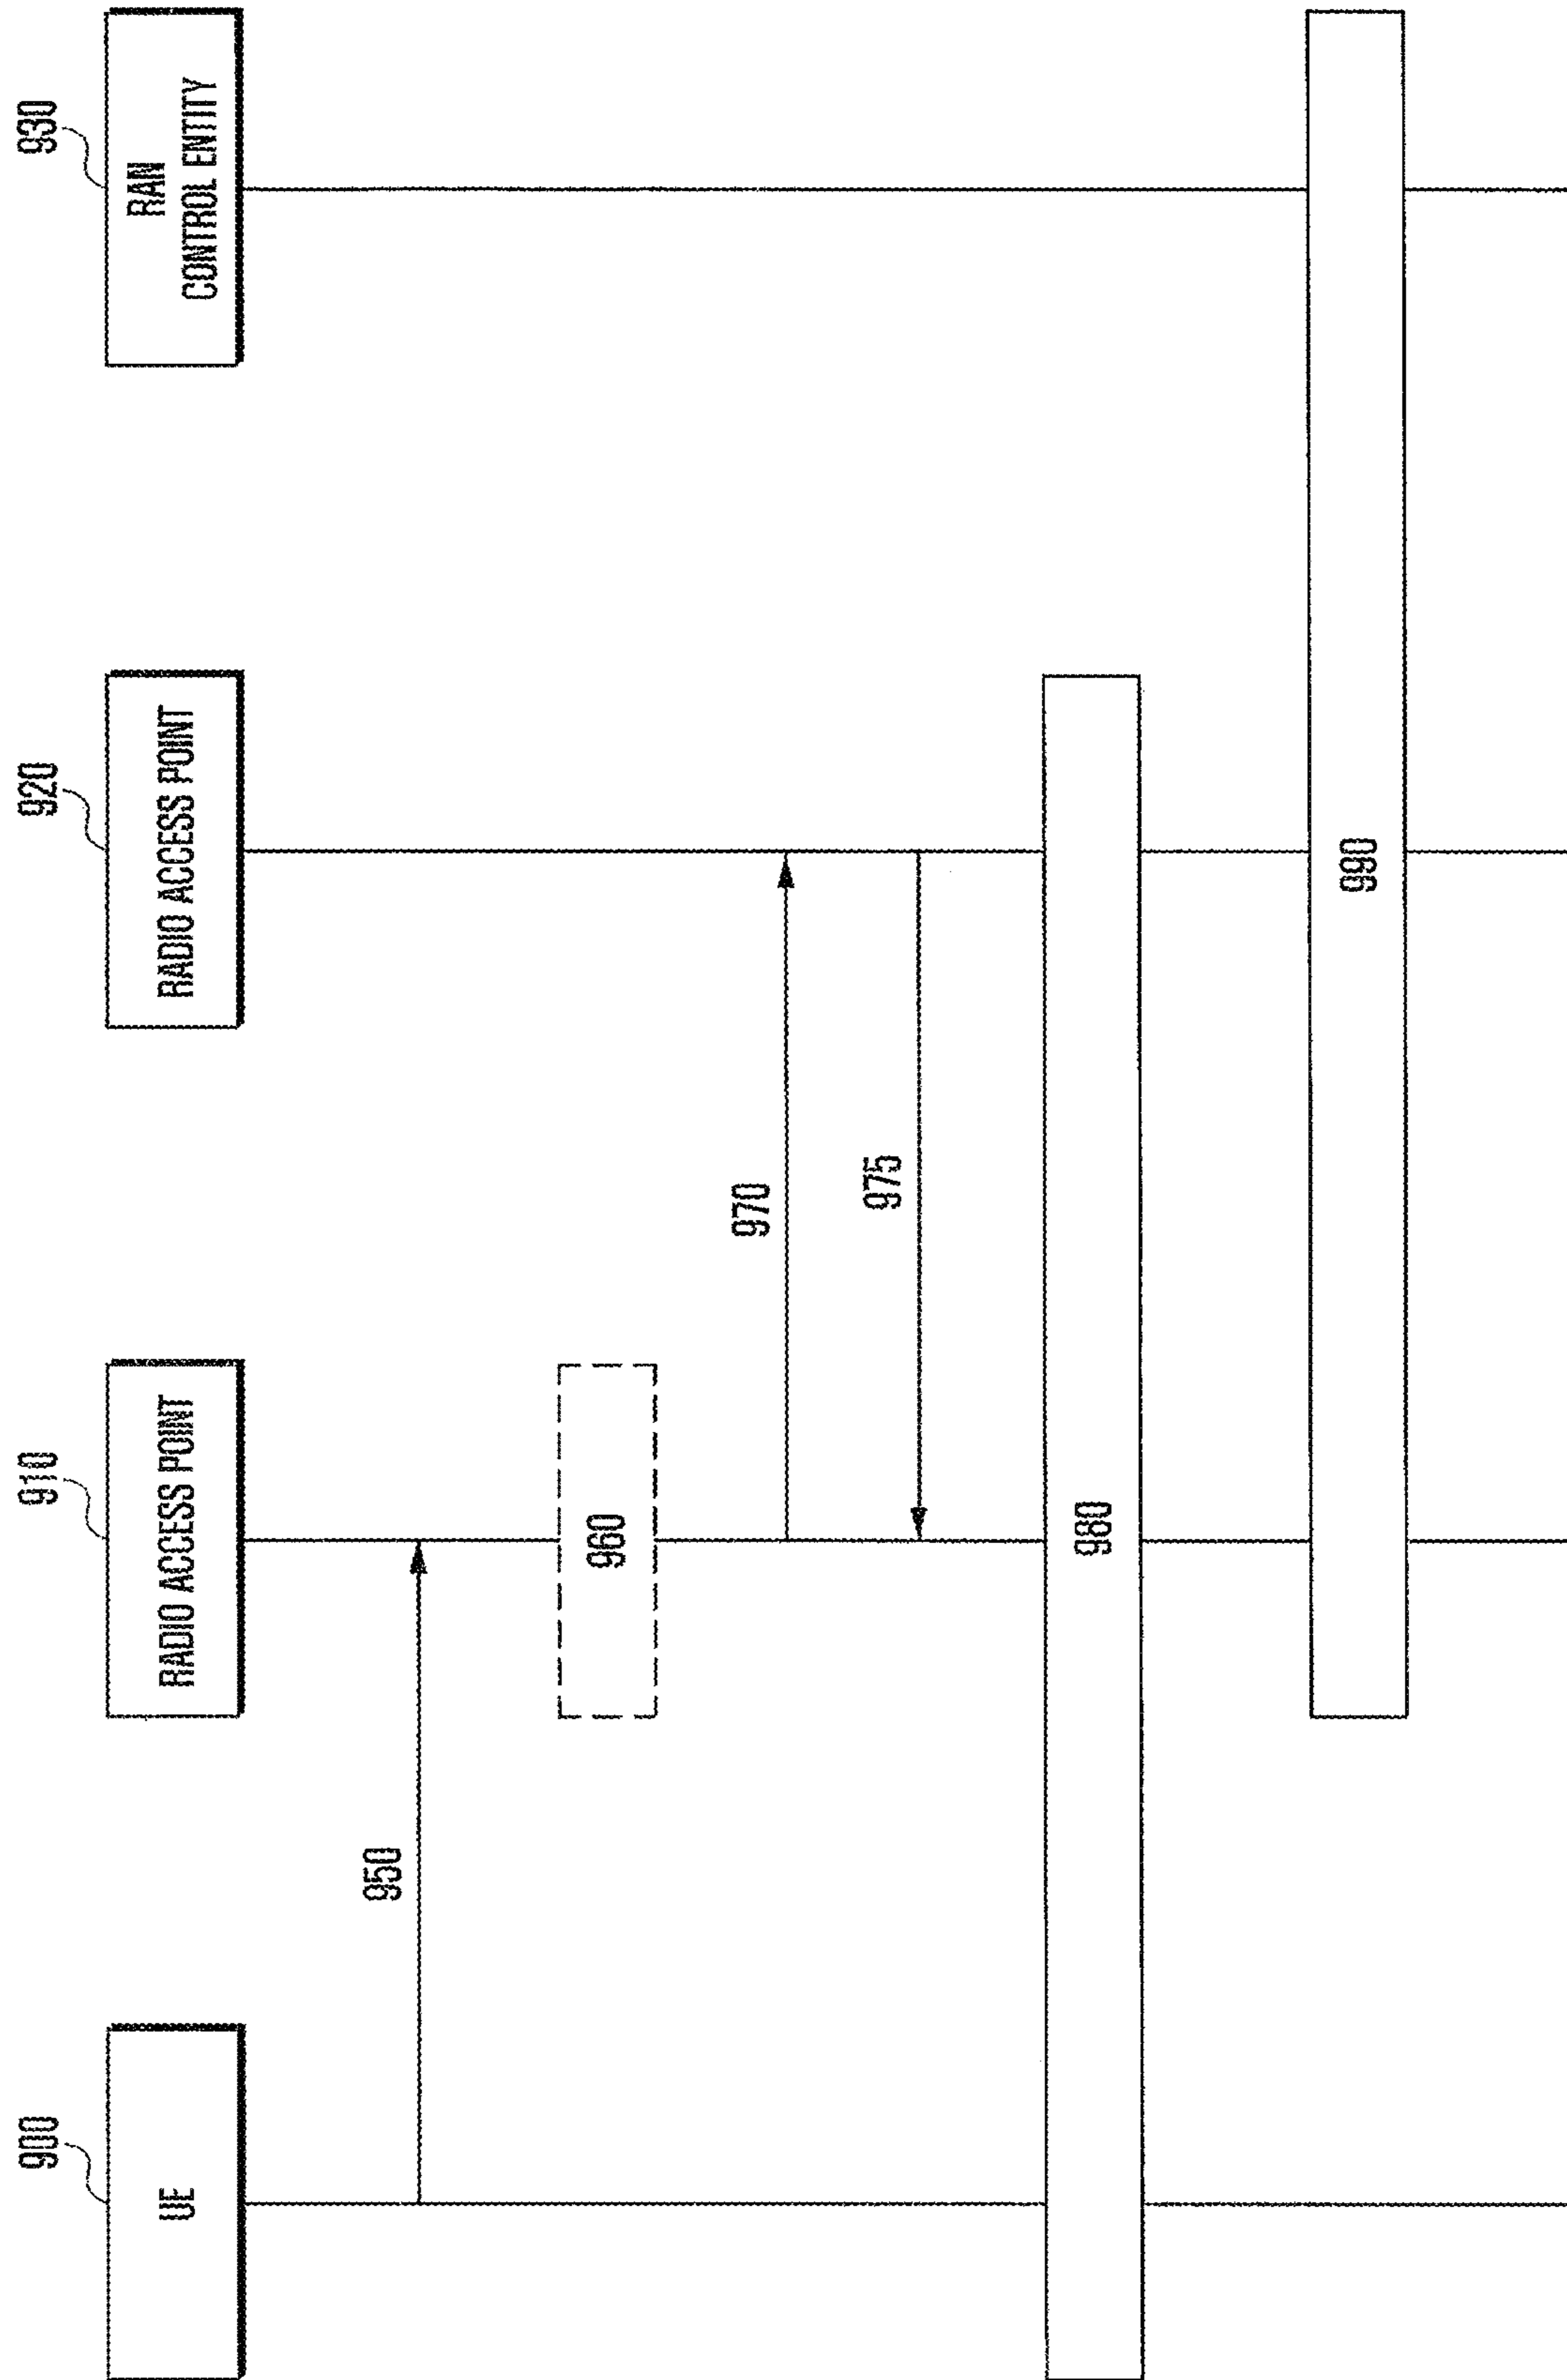 900
UE
910
RADIO ACCESS POINT
920
RADIO ACCESS POINT
930
RAN
CONTROL ENTITY
950
960
970
975
980
990